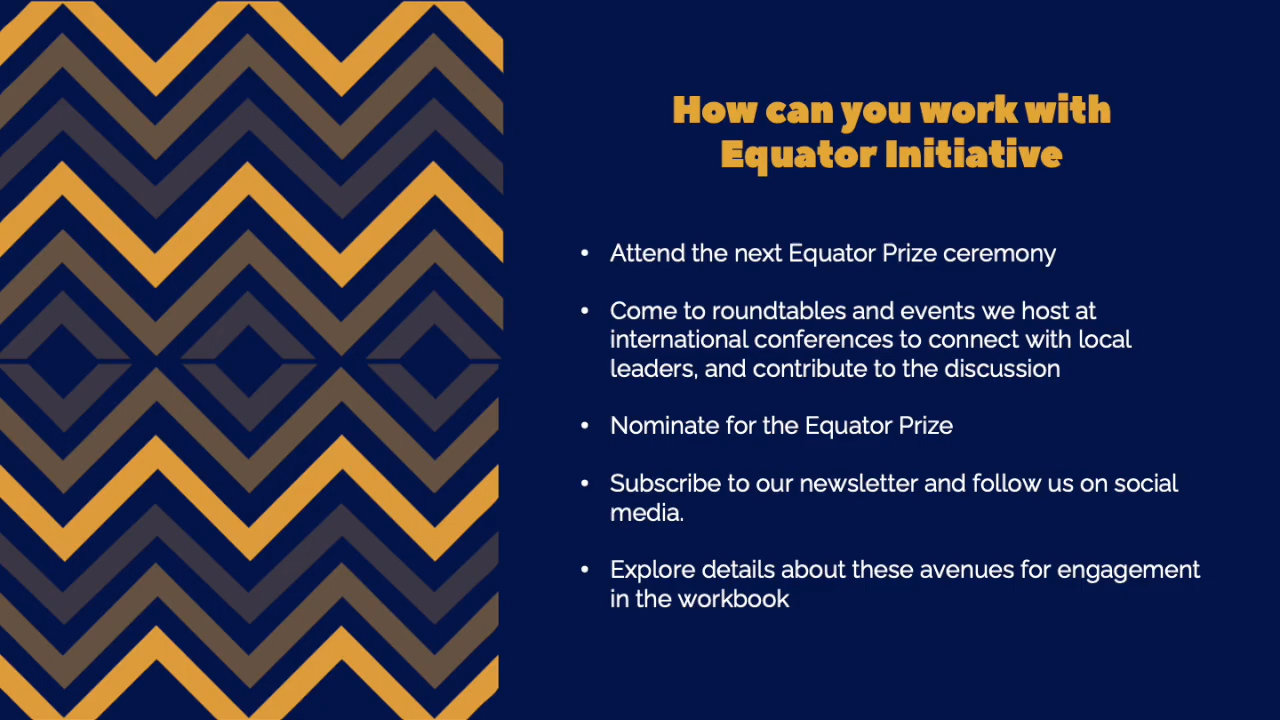 How can you work with
Equator Initiative
• Attend the next Equator Prize ceremony
• Come to roundtables and events we host at
international conferences to connect with local
leaders, and contribute to the discussion
• Nominate for the Equator Prize
• Subscribe to our newsletter and follow us on social
media.
• Explore details about these avenues for engagement
in the workbook